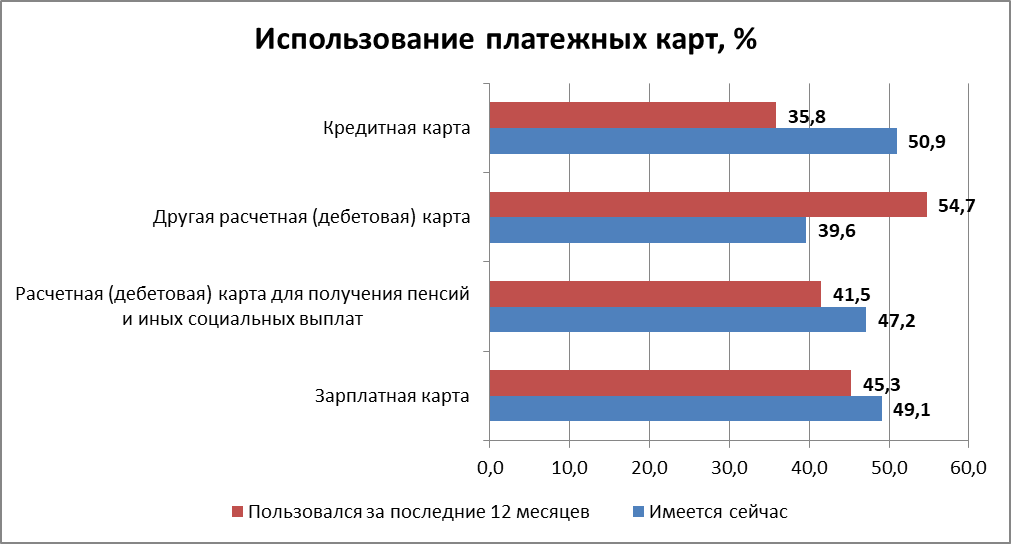 Использование платежных карт, %
Кредитная карта
35,8
50,9
Другая расчетная (дебетовая) карта
54,7
39,6
Расчетная (дебетовая) карта для получения пенсий
и иных социальных выплат
41,5
47,2
Зарплатная карта
45,3
49,1
0,0 10,0 20,0 30,0 40,0 50,0 60,0
Пользовался за последние 12 месяцев Имеется сейчас